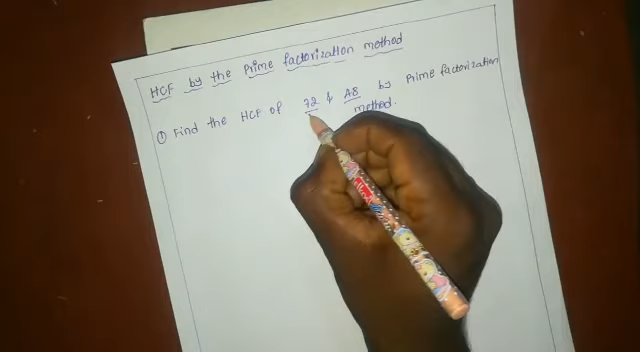 HCF by the Prime factorization method
① Find the HCF of 72 & 48 by Prime factorization
method.